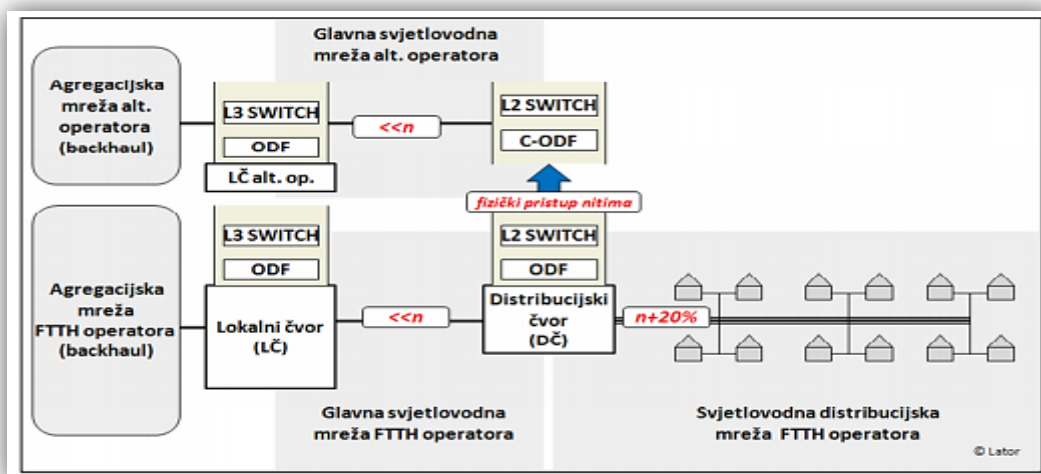 Glavna svjetlovodna
mreža alt. operatora
Agregacijska
mreža alt.
operatora
(backhaul)
L3 SWITCH
ODF
LČ alt. op.
<<n
L2 SWITCH
C-ODF
fizički pristup nitima
Agregacijska
mreža
FTTH operatora
(backhaul)
L3 SWITCH
ODF
Lokalni čvor
(LČ)
<<n
L2 SWITCH
ODF
Distribucijski
čvor
(DČ)
n+20%
Glavna svjetlovodna
mreža FTTH operatora
Svjetlovodna distribucijska
mreža FTTH operatora
© Lator